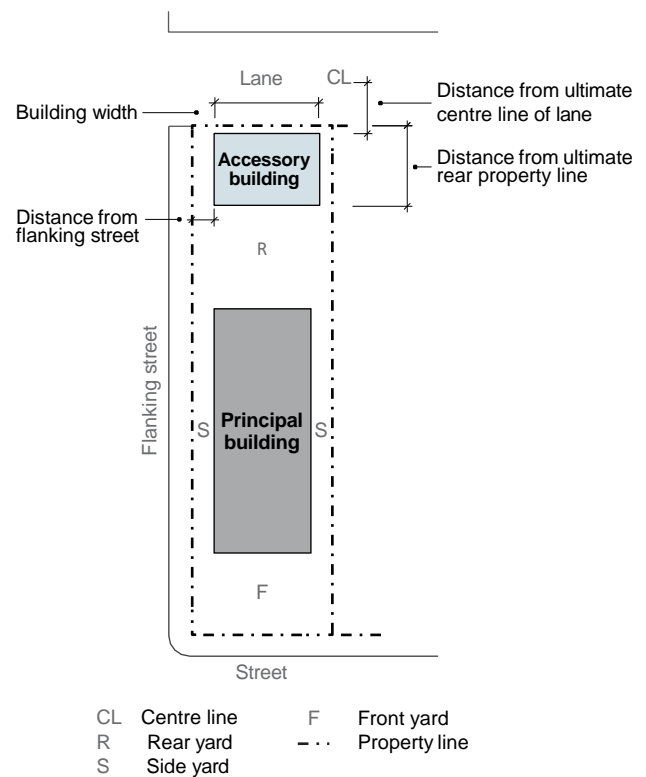 Lane
CL
Distance from ultimate
centre line of lane
Building width
Accessory
building
Distance from ultimate
rear property line
Distance from
flanking street
R
Flanking street
S
Principal
building
S
F
Street
CL Centre line
F Front yard
R Rear yard
Property line
S Side yard